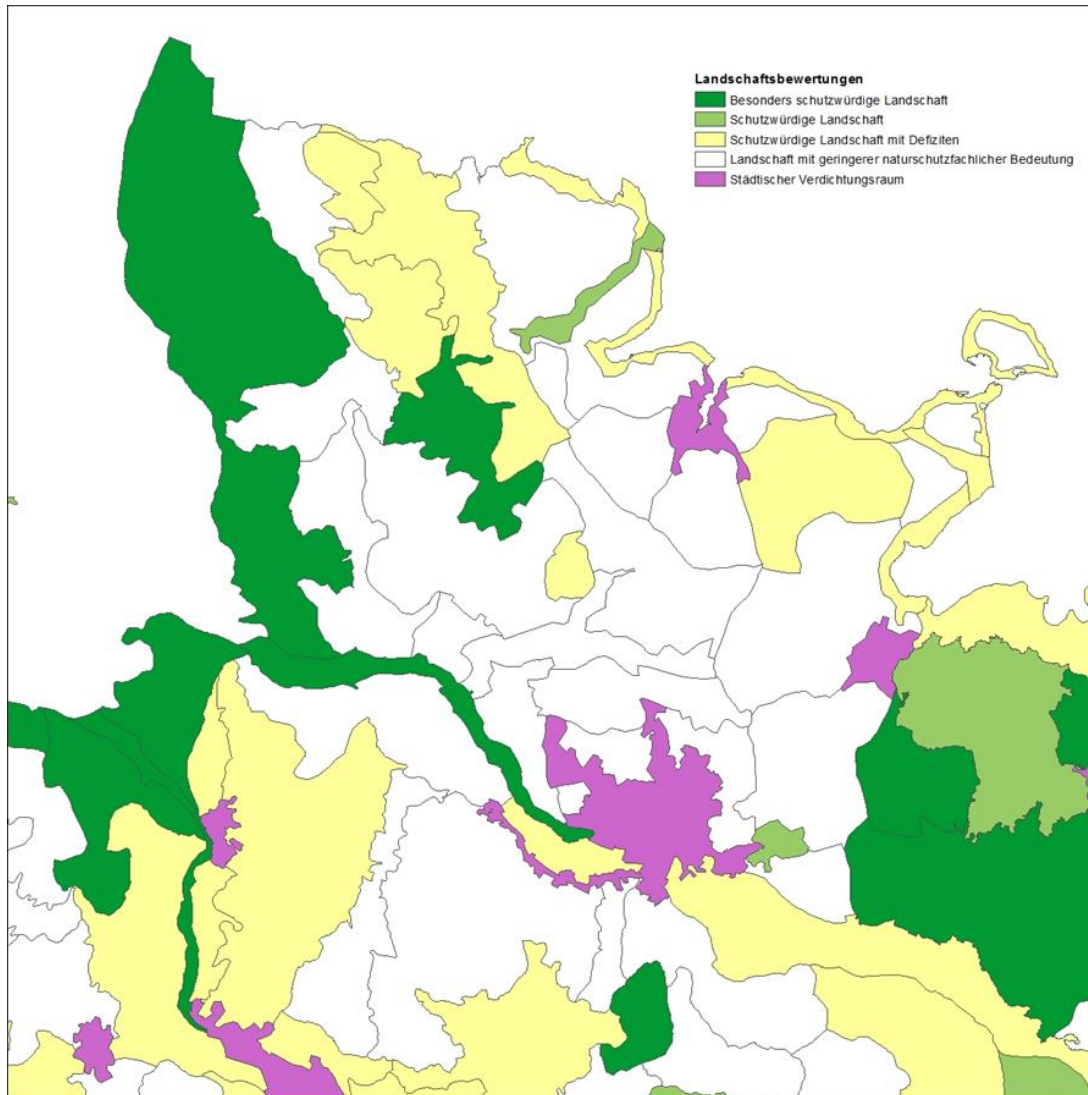 Landschaftsbewertungen
Besonders schutzwürdige Landschaft
Schutzwürdige Landschaft
Schutzwürdige Landschaft mit Defiziten
Landschaft mit geringerer naturschutzfachlicher Bedeutung
Städtischer Verdichtungsraum